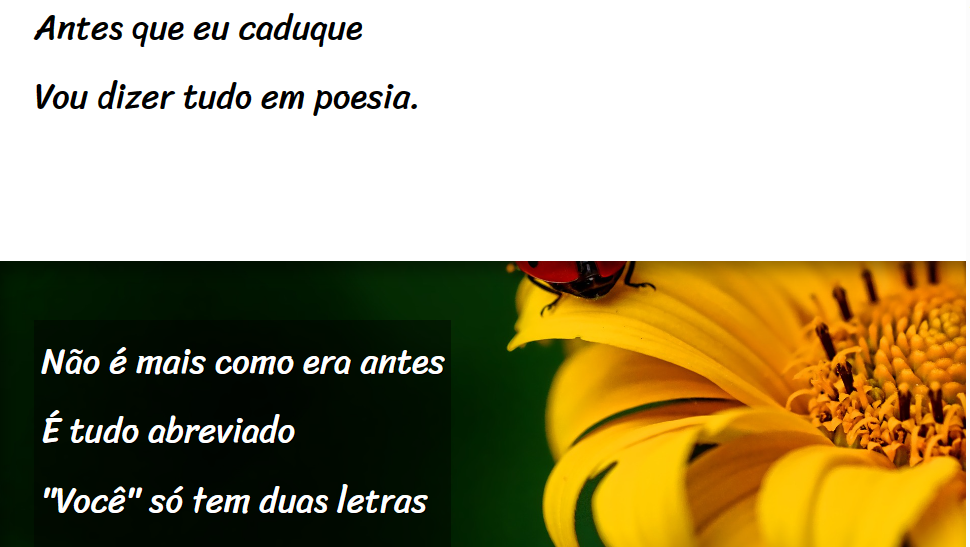 Antes que eu caduque
Vou dizer tudo em poesia.
Não é mais como era antes
É tudo abreviado
"Você" só tem duas letras